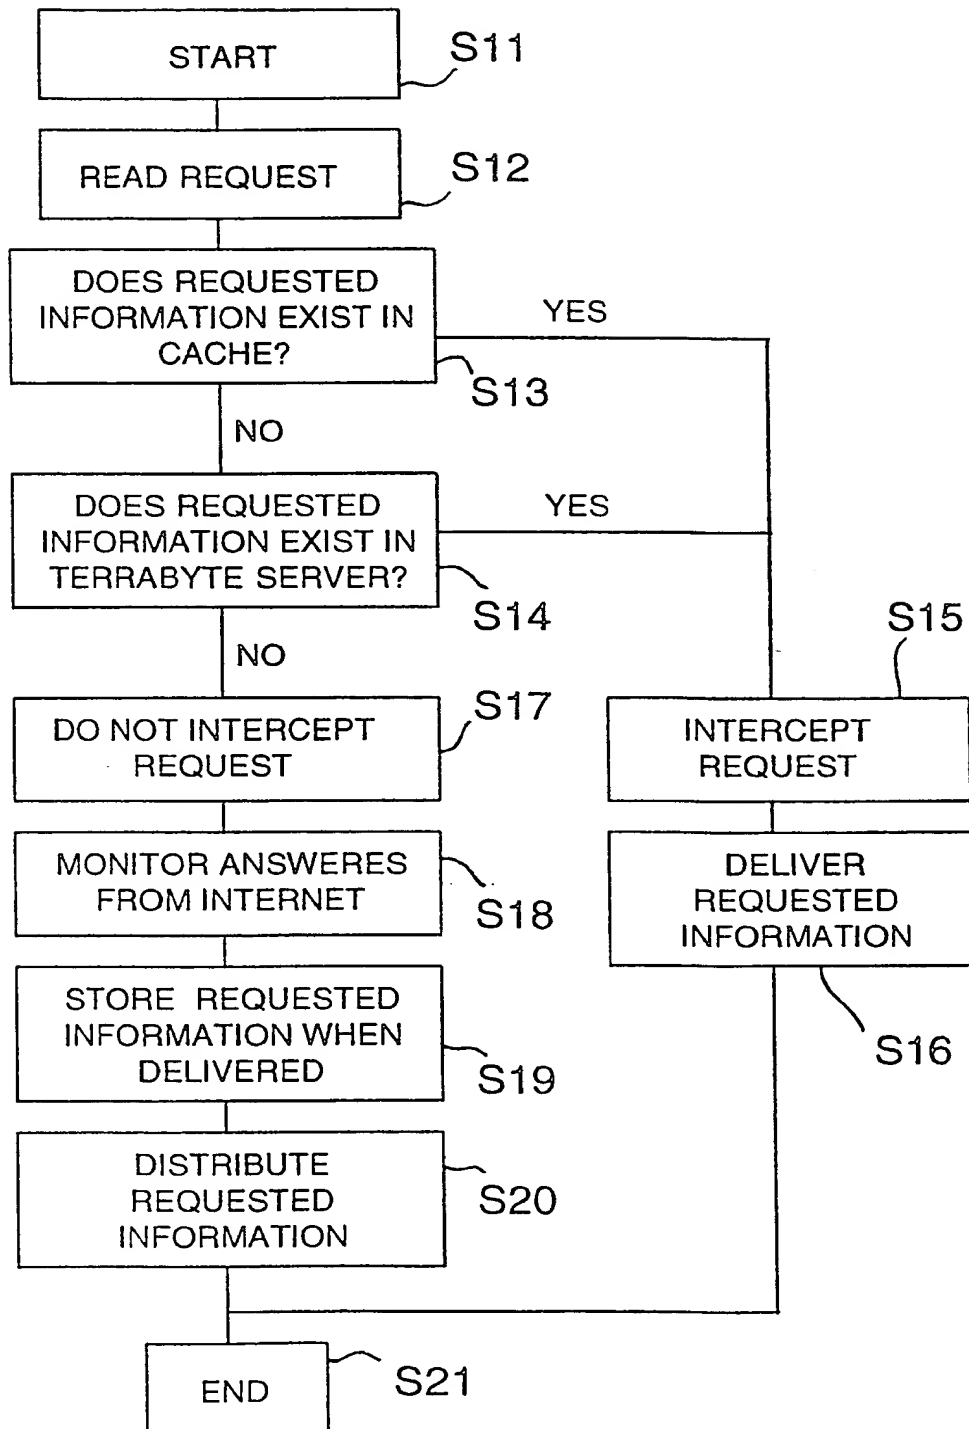 START
S11
READ REQUEST
S12
DOES REQUESTED
INFORMATION EXIST IN
CACHE?
YES
S13
NO
DOES REQUESTED
INFORMATION EXIST IN
TERRABYTE SERVER?
YES
S14
NO
S15
DO NOT INTERCEPT
REQUEST
S17
INTERCEPT
REQUEST
MONITOR ANSWERES
FROM INTERNET
S18
DELIVER
REQUESTED
INFORMATION
S16
STORE REQUESTED
INFORMATION WHEN
DELIVERED
S19
DISTRIBUTE
REQUESTED
INFORMATION
S20
END
S21